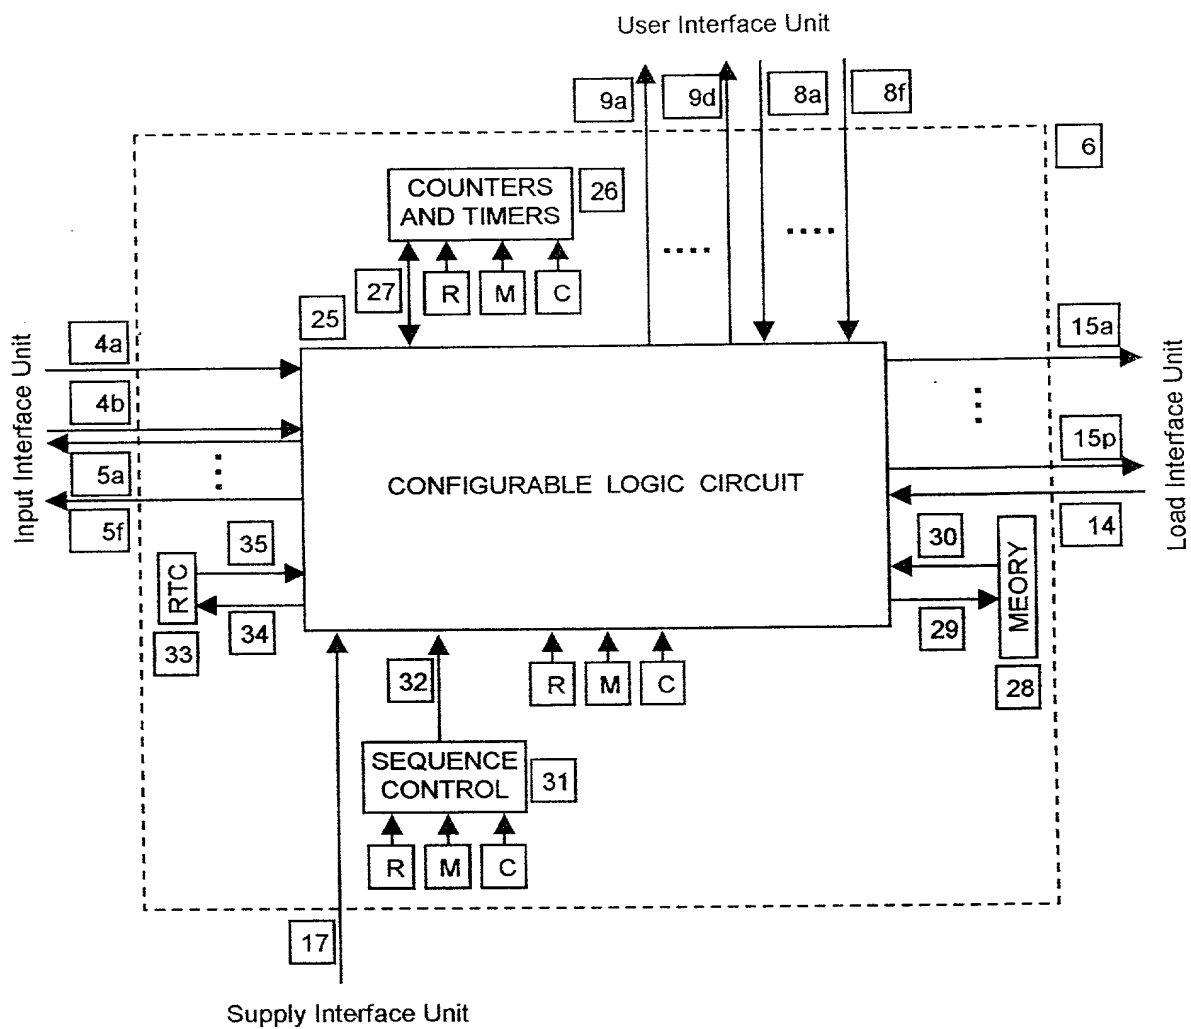 User Interface Unit
9a
9d
8a
8f
6
COUNTERS
AND TIMERS
26
27
R
M
C
25
15a
4a
4b
15p
Input Interface Unit
Load Interface Unit
CONFIGURABLE LOGIC CIRCUIT
5a
5f
14
35
30
RTC
MEORY
34
29
33
32
R
M
C
28
SEQUENCE
CONTROL
31
R
M
C
17
Supply Interface Unit